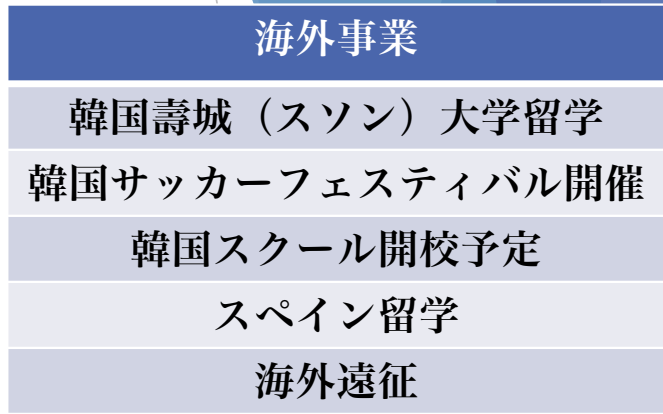 海外事業
韓国壽城（スソン）大学留学
韓国サッカーフェスティバル開催
韓国スクール開校予定
スペイン留学
海外遠征